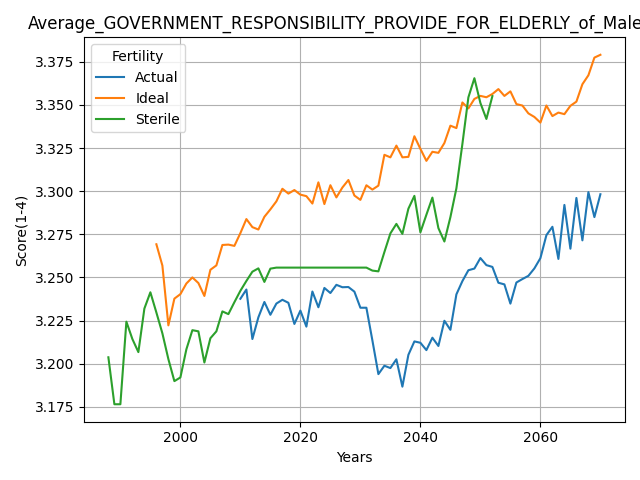 Average_GOVERNMENT_RESPONSIBILITY_PROVIDE_FOR_ELDERLY_of_Male
Fertility
Actual
Ideal
Sterile
Score(1-4)
3.375
3.350
3.325
3.300
3.275
3.250
3.225
3.200
3.175
2000
2020
2040
2060
Years